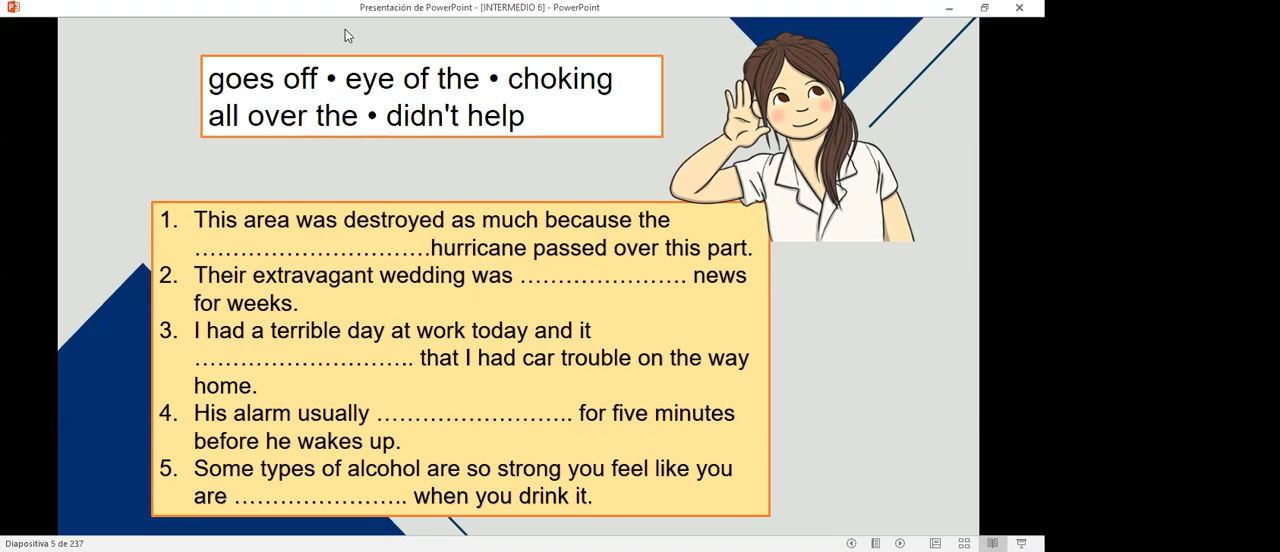 Presentación de PowerPoint - [INTERMEDIO 6] - PowerPoint
goes off • eye of the • choking
all over the • didn't help
1. This area was destroyed as much because the
………………………….hurricane passed over this part.
2. Their extravagant wedding was …………………. news
for weeks.
3. I had a terrible day at work today and it
……………………….. that I had car trouble on the way
home.
4. His alarm usually …………………….. for five minutes
before he wakes up.
5. Some types of alcohol are so strong you feel like you
are ………………….. when you drink it.
Diapositiva 5 de 237